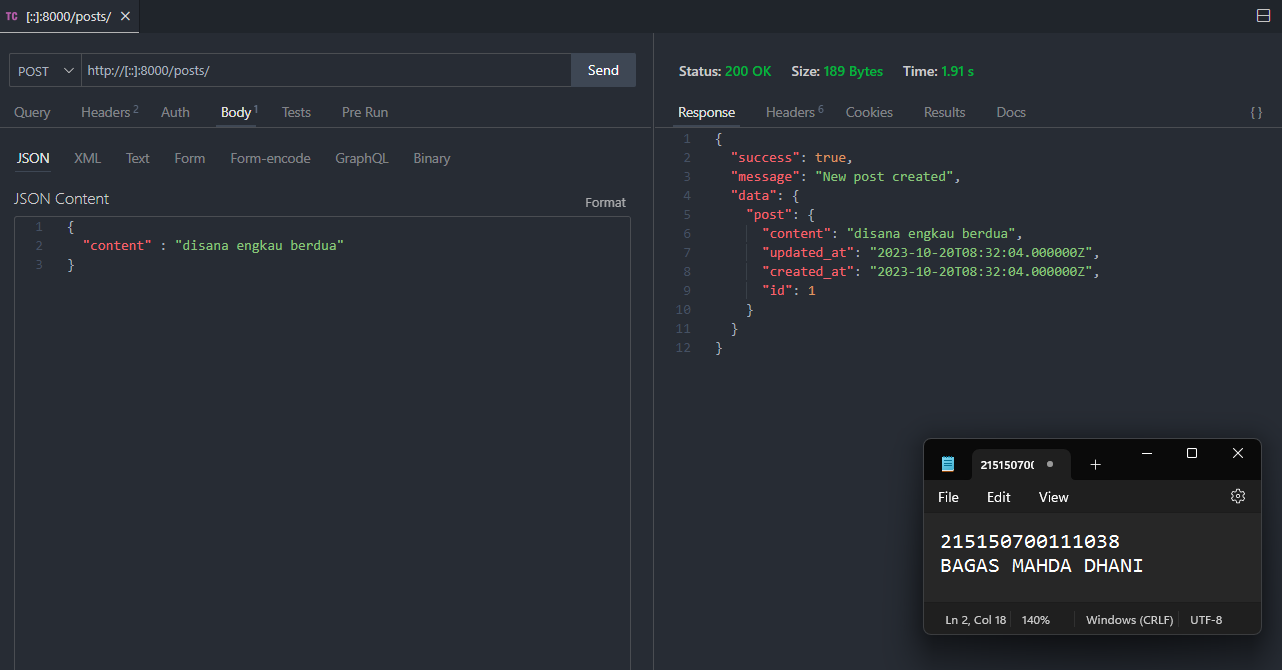 TC [::]:8000/posts/
POST http://[::]:8000/posts/ Send
Query Headers 2 Auth Body 1 Tests Pre Run
JSON XML Text Form Form-encode GraphQL Binary
JSON Content Format
1 {
2 "content" : "disana engkau berdua"
3 }
Status: 200 OK Size: 189 Bytes Time: 1.91 s
Response Headers 6 Cookies Results Docs { }
1 {
2 "success": true,
3 "message": "New post created",
4 "data": {
5 "post": {
6 "content": "disana engkau berdua",
7 "updated_at": "2023-10-20T08:32:04.000000Z",
8 "created_at": "2023-10-20T08:32:04.000000Z",
9 "id": 1
10 }
11 }
12 }
21515070(
File Edit View
215150700111038
BAGAS MAHDA DHANI
Ln 2, Col 18 140% Windows (CRLF) UTF-8